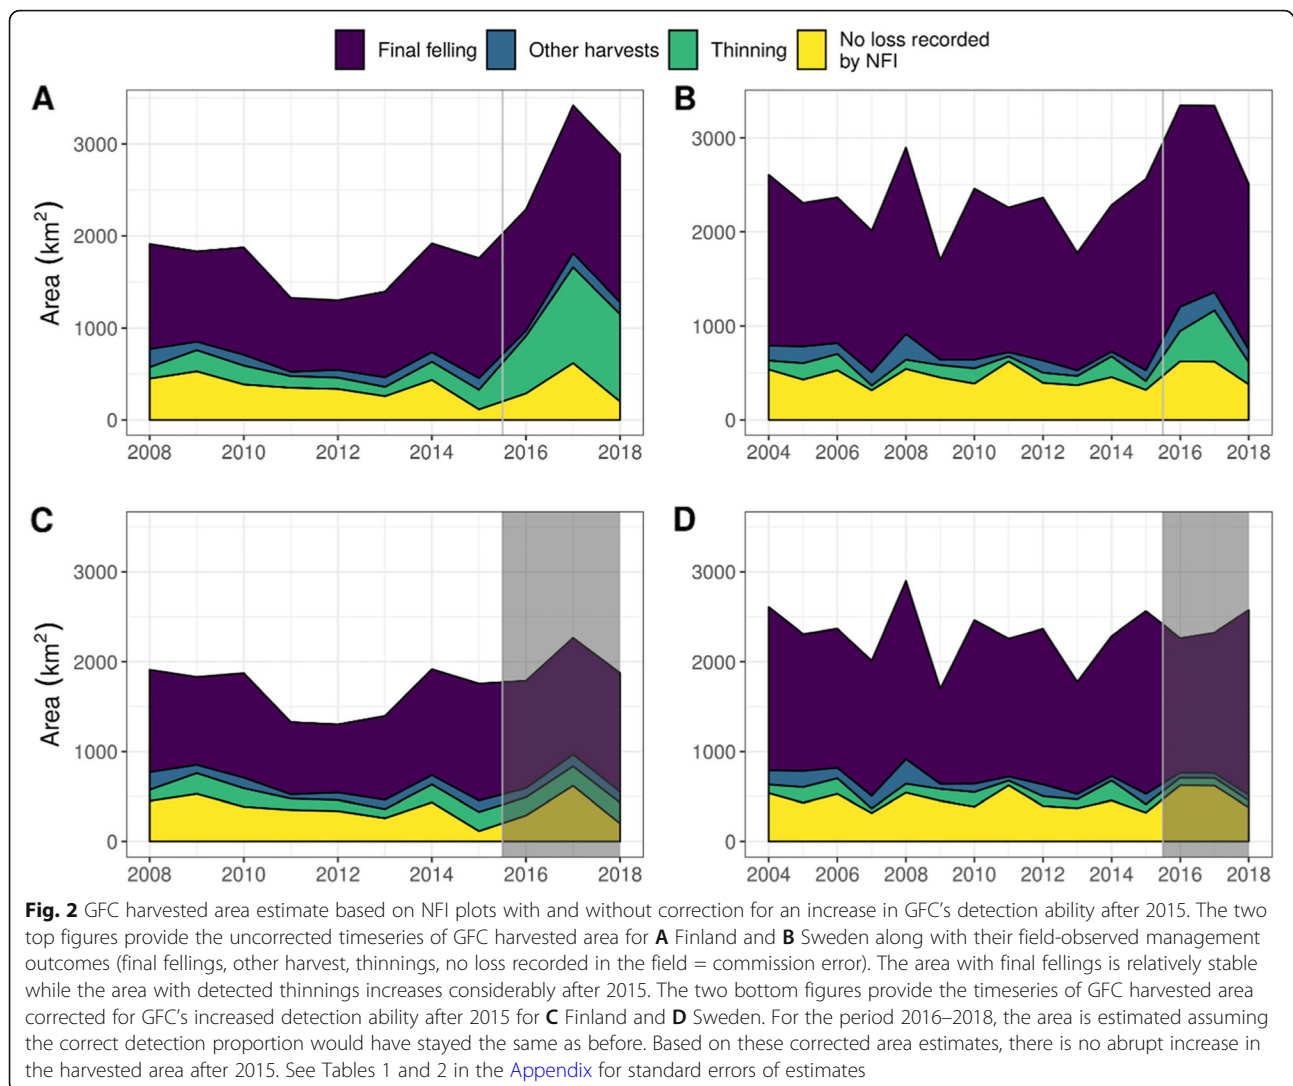 Final felling Other harvests Thinning No loss recorded
by NFI
A
B
Area (km²)
3000
2000
1000
0
2008 2010 2012 2014 2016 2018
3000
2000
1000
0
2004 2006 2008 2010 2012 2014 2016 2018
C
D
Area (km²)
3000
2000
1000
0
2008 2010 2012 2014 2016 2018
3000
2000
1000
0
2004 2006 2008 2010 2012 2014 2016 2018
Fig. 2 GFC harvested area estimate based on NFI plots with and without correction for an increase in GFC's detection ability after 2015. The two
top figures provide the uncorrected timeseries of GFC harvested area for A Finland and B Sweden along with their field-observed management
outcomes (final fellings, other harvest, thinnings, no loss recorded in the field = commission error). The area with final fellings is relatively stable
while the area with detected thinnings increases considerably after 2015. The two bottom figures provide the timeseries of GFC harvested area
corrected for GFC's increased detection ability after 2015 for C Finland and D Sweden. For the period 2016–2018, the area is estimated assuming
the correct detection proportion would have stayed the same as before. Based on these corrected area estimates, there is no abrupt increase in
the harvested area after 2015. See Tables 1 and 2 in the Appendix for standard errors of estimates